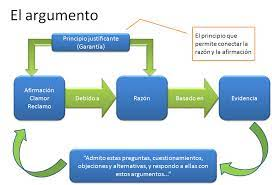 El argumento
Principio justificante
(Garantía)
El principio que
permite conectar la
razón y la afirmación
Afirmación
Clamor
Reclamo
Debido a
Razón
Basado en
Evidencia
"Admito estas preguntas, cuestionamientos,
objeciones y alternativas, y respondo a ellas con
estos argumentos..."